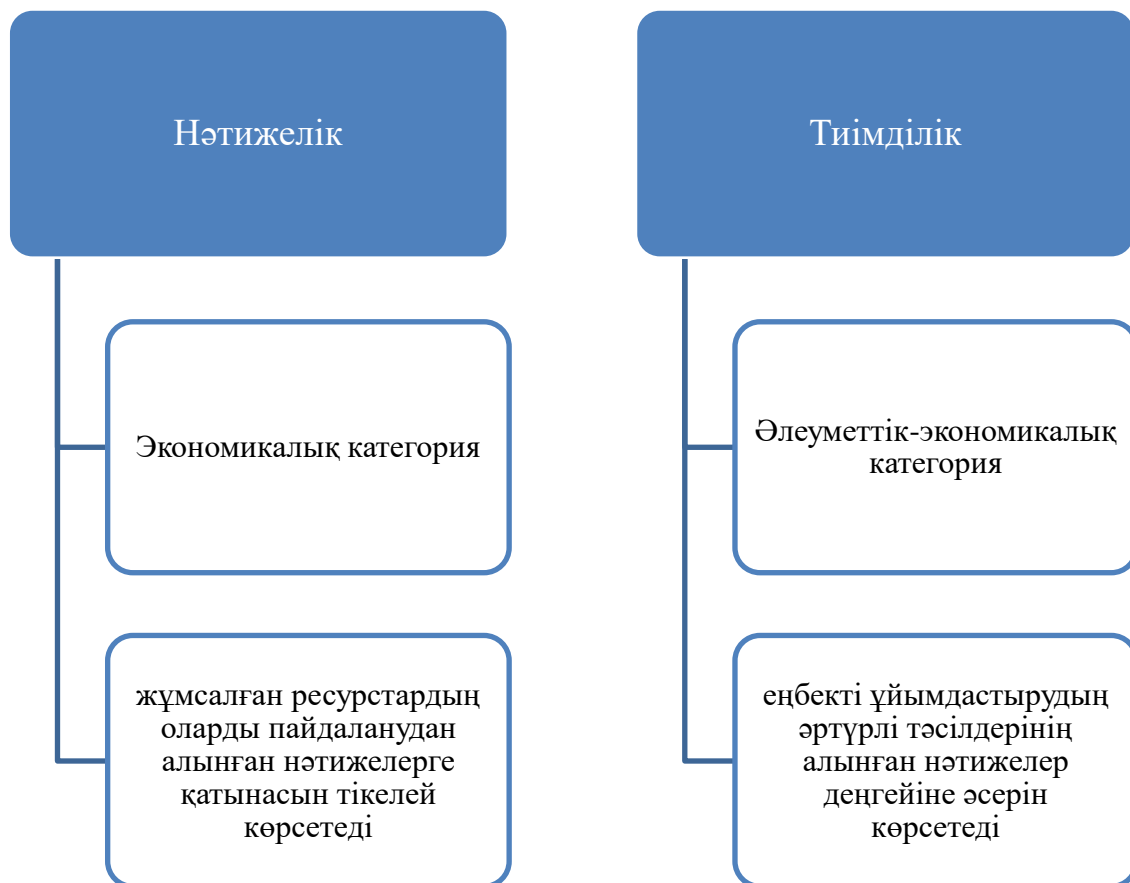 Нәтижелік
Экономикалық категория
жұмсалған ресурстардың
оларды пайдаланудан
алынған нәтижелерге
қатынасын тікелей
көрсетеді
Тиімділік
Әлеуметтік-экономикалық
категория
еңбекті ұйымдастырудың
әртүрлі тәсілдерінің
алынған нәтижелер
деңгейіне әсерін
көрсетеді